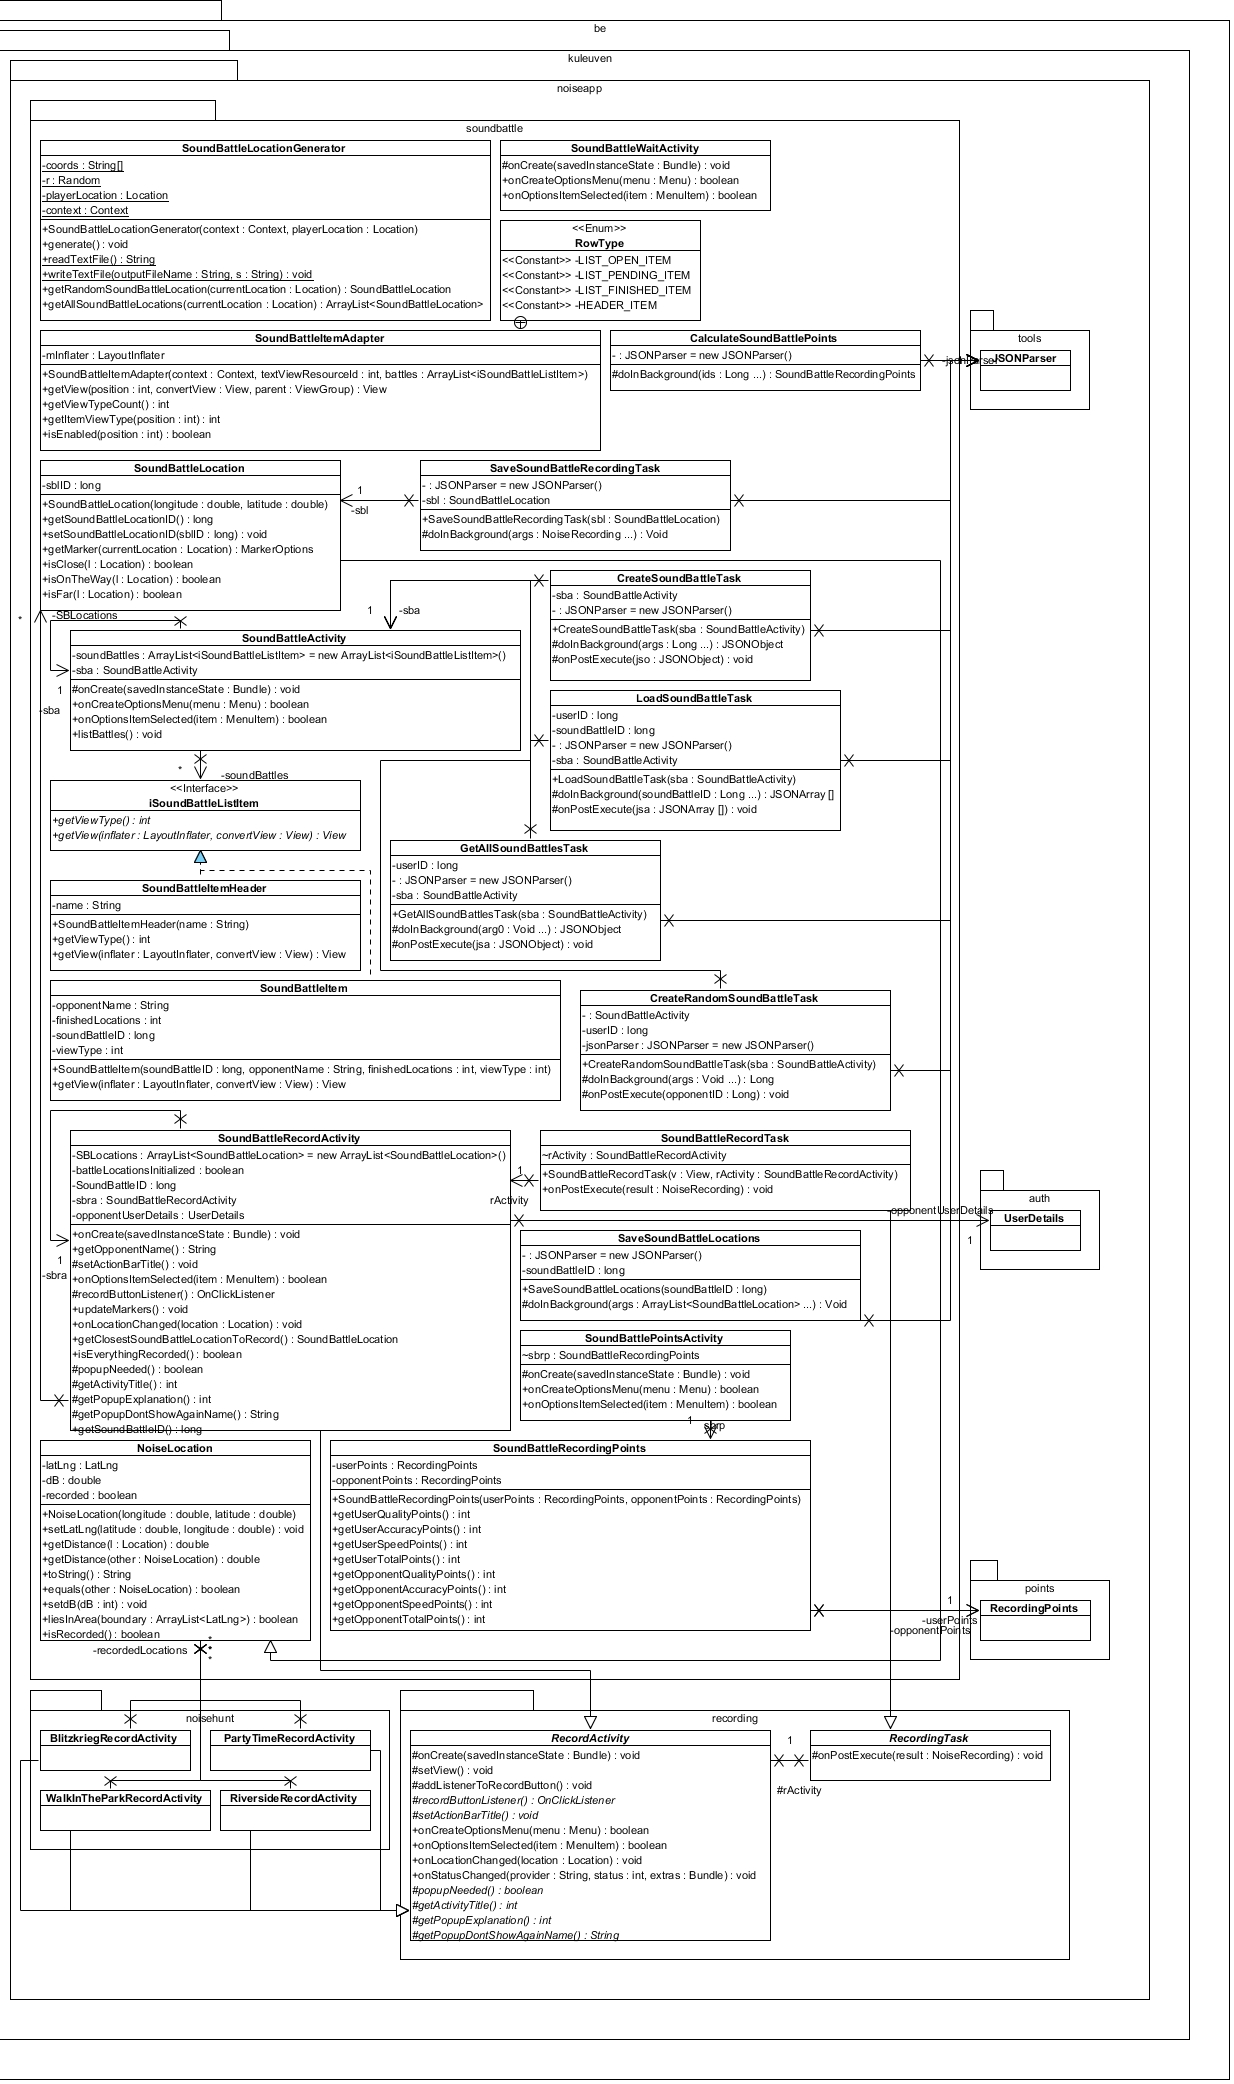 be
kuleuven
noiseapp
soundbattle
SoundBattleLocationGenerator
-coords : String[]
-r : Random
-playerLocation : Location
-context : Context
+SoundBattleLocationGenerator(context : Context, playerLocation : Location)
+generate() : void
+readTextFile() : String
+writeTextFile(outputFileName : String, s : String) : void
+getRandomSoundBattleLocation(currentLocation : Location) : SoundBattleLocation
+getAllSoundBattleLocations(currentLocation : Location) : ArrayList<SoundBattleLocation>
SoundBattleWaitActivity
#onCreate(savedInstanceState : Bundle) : void
+onCreateOptionsMenu(menu : Menu) : boolean
+onOptionsItemSelected(item : MenuItem) : boolean
<<Enum>>
RowType
<<Constant>> -LIST_OPEN_ITEM
<<Constant>> -LIST_PENDING_ITEM
<<Constant>> -LIST_FINISHED_ITEM
<<Constant>> -HEADER_ITEM
SoundBattleItemAdapter
-mInflater : LayoutInflater
+SoundBattleItemAdapter(context : Context, textViewResourceId : int, battles : ArrayList<iSoundBattleListItem>)
+getView(position : int, convertView : View, parent : ViewGroup) : View
+getViewTypeCount() : int
+getItemViewType(position : int) : int
+isEnabled(position : int) : boolean
CalculateSoundBattlePoints
- : JSONParser = new JSONParser()
#doInBackground(ids : Long ...) : SoundBattleRecordingPoints
-jsonParser
tools
JSONParser
SoundBattleLocation
-sblID : long
+SoundBattleLocation(longitude : double, latitude : double)
+getSoundBattleLocationID() : long
+setSoundBattleLocationID(sblID : long) : void
+getMarker(currentLocation : Location) : MarkerOptions
+isClose(l : Location) : boolean
+isOnTheWay(l : Location) : boolean
+isFar(l : Location) : boolean
1
-sbl
SaveSoundBattleRecordingTask
- : JSONParser = new JSONParser()
-sbl : SoundBattleLocation
+SaveSoundBattleRecordingTask(sbl : SoundBattleLocation)
#doInBackground(args : NoiseRecording ...) : Void
CreateSoundBattleTask
-sba : SoundBattleActivity
- : JSONParser = new JSONParser()
+CreateSoundBattleTask(sba : SoundBattleActivity)
#doInBackground(args : Long ...) : JSONObject
#onPostExecute(jso : JSONObject) : void
1
-sba
*
-SBLocations
SoundBattleActivity
-soundBattles : ArrayList<iSoundBattleListItem> = new ArrayList<iSoundBattleListItem>()
-sba : SoundBattleActivity
#onCreate(savedInstanceState : Bundle) : void
+onCreateOptionsMenu(menu : Menu) : boolean
+onOptionsItemSelected(item : MenuItem) : boolean
+listBattles() : void
1
-sba
*
-soundBattles
LoadSoundBattleTask
-userID : long
-soundBattleID : long
- : JSONParser = new JSONParser()
-sba : SoundBattleActivity
+LoadSoundBattleTask(sba : SoundBattleActivity)
#doInBackground(soundBattleID : Long ...) : JSONArray []
#onPostExecute(jsa : JSONArray []) : void
<<Interface>>
iSoundBattleListItem
+getViewType() : int
+getView(inflater : LayoutInflater, convertView : View) : View
GetAllSoundBattlesTask
-userID : long
- : JSONParser = new JSONParser()
-sba : SoundBattleActivity
+GetAllSoundBattlesTask(sba : SoundBattleActivity)
#doInBackground(arg0 : Void ...) : JSONObject
#onPostExecute(jsa : JSONObject) : void
SoundBattleItemHeader
-name : String
+SoundBattleItemHeader(name : String)
+getViewType() : int
+getView(inflater : LayoutInflater, convertView : View) : View
SoundBattleItem
-opponentName : String
-finishedLocations : int
-soundBattleID : long
-viewType : int
+SoundBattleItem(soundBattleID : long, opponentName : String, finishedLocations : int, viewType : int)
+getView(inflater : LayoutInflater, convertView : View) : View
CreateRandomSoundBattleTask
- : SoundBattleActivity
-userID : long
-jsonParser : JSONParser = new JSONParser()
+CreateRandomSoundBattleTask(sba : SoundBattleActivity)
#doInBackground(args : Void ...) : Long
#onPostExecute(opponentID : Long) : void
SoundBattleRecordActivity
-SBLocations : ArrayList<SoundBattleLocation> = new ArrayList<SoundBattleLocation>()
-battleLocationsInitialized : boolean
-SoundBattleID : long
-sbra : SoundBattleRecordActivity
-opponentUserDetails : UserDetails
#onCreate(savedInstanceState : Bundle) : void
+getOpponentName() : String
#setActionBarTitle() : void
+onOptionsItemSelected(item : MenuItem) : boolean
#recordButtonListener() : OnClickListener
+updateMarkers() : void
+onLocationChanged(location : Location) : void
+getClosestSoundBattleLocationToRecord() : SoundBattleLocation
+isEverythingRecorded() : boolean
#popupNeeded() : boolean
#getActivityTitle() : int
#getPopupExplanation() : int
#getPopupDontShowAgainName() : String
+getSoundBattleID() : long
1
-sbra
1
rActivity
SoundBattleRecordTask
~rActivity : SoundBattleRecordActivity
+SoundBattleRecordTask(v : View, rActivity : SoundBattleRecordActivity)
+onPostExecute(result : NoiseRecording) : void
-opponentUserDetails
1
auth
UserDetails
SaveSoundBattleLocations
- : JSONParser = new JSONParser()
-soundBattleID : long
+SaveSoundBattleLocations(soundBattleID : long)
#doInBackground(args : ArrayList<SoundBattleLocation> ...) : Void
SoundBattlePointsActivity
~sbrp : SoundBattleRecordingPoints
#onCreate(savedInstanceState : Bundle) : void
+onCreateOptionsMenu(menu : Menu) : boolean
+onOptionsItemSelected(item : MenuItem) : boolean
1
sbrp
NoiseLocation
-latLng : LatLng
-dB : double
-recorded : boolean
+NoiseLocation(longitude : double, latitude : double)
+setLatLng(latitude : double, longitude : double) : void
+getDistance(l : Location) : double
+getDistance(other : NoiseLocation) : double
+toString() : String
+equals(other : NoiseLocation) : boolean
+setdB(dB : int) : void
+liesInArea(boundary : ArrayList<LatLng>) : boolean
+isRecorded() : boolean
-recordedLocations
*
*
*
SoundBattleRecordingPoints
-userPoints : RecordingPoints
-opponentPoints : RecordingPoints
+SoundBattleRecordingPoints(userPoints : RecordingPoints, opponentPoints : RecordingPoints)
+getUserQualityPoints() : int
+getUserAccuracyPoints() : int
+getUserSpeedPoints() : int
+getUserTotalPoints() : int
+getOpponentQualityPoints() : int
+getOpponentAccuracyPoints() : int
+getOpponentSpeedPoints() : int
+getOpponentTotalPoints() : int
1
-userPoints
-opponentPoints
points
RecordingPoints
noisehunt
BlitzkriegRecordActivity
PartyTimeRecordActivity
WalkInTheParkRecordActivity
RiversideRecordActivity
recording
RecordActivity
#onCreate(savedInstanceState : Bundle) : void
#setView() : void
#addListenerToRecordButton() : void
#recordButtonListener() : OnClickListener
#setActionBarTitle() : void
+onCreateOptionsMenu(menu : Menu) : boolean
+onOptionsItemSelected(item : MenuItem) : boolean
+onLocationChanged(location : Location) : void
+onStatusChanged(provider : String, status : int, extras : Bundle) : void
#popupNeeded() : boolean
#getActivityTitle() : int
#getPopupExplanation() : int
#getPopupDontShowAgainName() : String
1
#rActivity
RecordingTask
#onPostExecute(result : NoiseRecording) : void